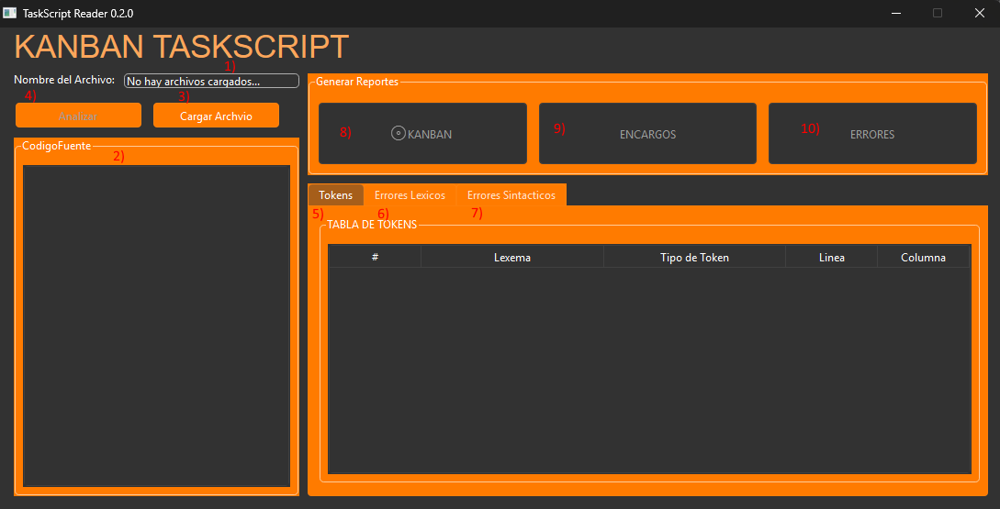 TaskScript Reader 0.2.0
KANBAN TASKSCRIPT
1)
Nombre del Archivo: No hay archivos cargados...
4) 3)
Analizar Cargar Archvio
CodigoFuente
2)
Generar Reportes
8) KANBAN 9) ENCARGOS 10) ERRORES
Tokens Errores Lexicos Errores Sintacticos
5) 6) 7)
TABLA DE TOKENS
# Lexema Tipo de Token Linea Columna